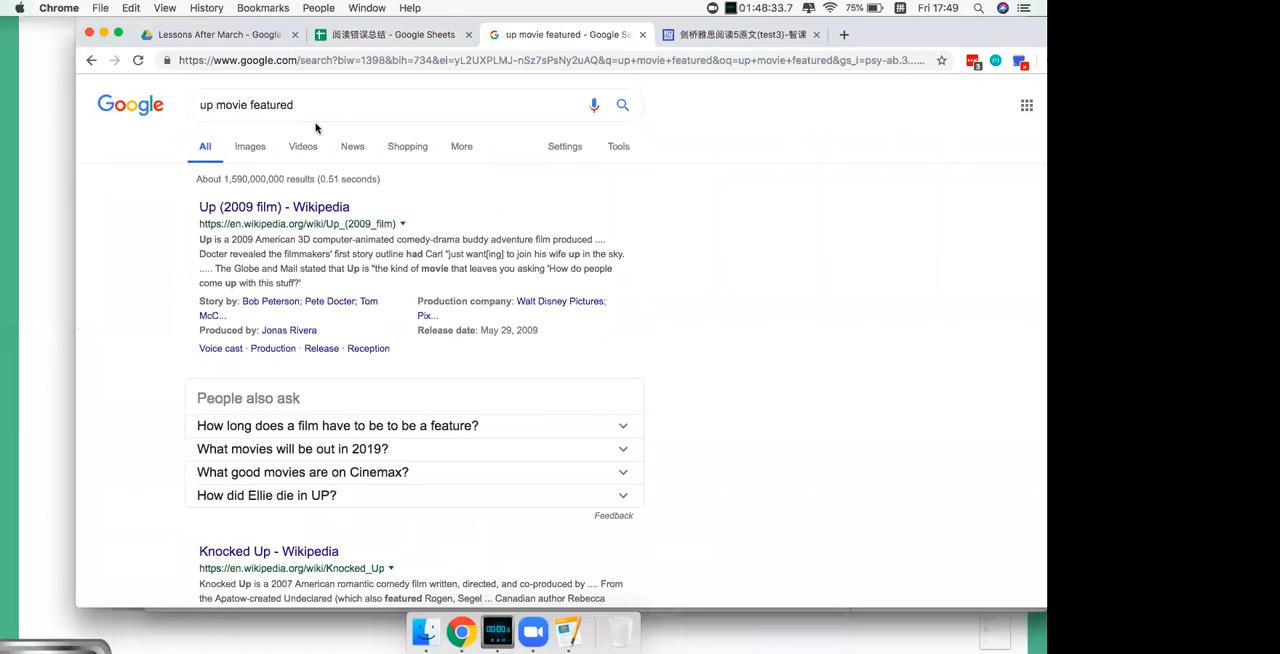 Chrome File Edit View History Bookmarks People Window Help 01:48:33.7 75% Fri 17:49
Lessons After March - Google 阅读错误总结 - Google Sheets up movie featured - Google Se 剑桥雅思阅读5原文(test3)-智课
https://www.google.com/search?biw=1398&bih=734&ei=yL2UXPLMJ-nSz7sPsNy2uAQ&q=up+movie+featured&oq=up+movie+featured&gs_l=psy-ab.3......
Google up movie featured
All Images Videos News Shopping More Settings Tools
About 1,590,000,000 results (0.51 seconds)
Up (2009 film) - Wikipedia
https://en.wikipedia.org/wiki/Up_(2009_film)
Up is a 2009 American 3D computer-animated comedy-drama buddy adventure film produced ....
Docter revealed the filmmakers' first story outline had Carl "just want[ing] to join his wife up in the sky.
..... The Globe and Mail stated that Up is "the kind of movie that leaves you asking 'How do people
come up with this stuff?'
Story by: Bob Peterson; Pete Docter; Tom Production company: Walt Disney Pictures;
McC... Pix...
Produced by: Jonas Rivera Release date: May 29, 2009
Voice cast · Production · Release · Reception
People also ask
How long does a film have to be to be a feature?
What movies will be out in 2019?
What good movies are on Cinemax?
How did Ellie die in UP?
Feedback
Knocked Up - Wikipedia
https://en.wikipedia.org/wiki/Knocked_Up
Knocked Up is a 2007 American romantic comedy film written, directed, and co-produced by .... From
the Apatow-created Undeclared (which also featured Rogen, Segel ... Canadian author Rebecca